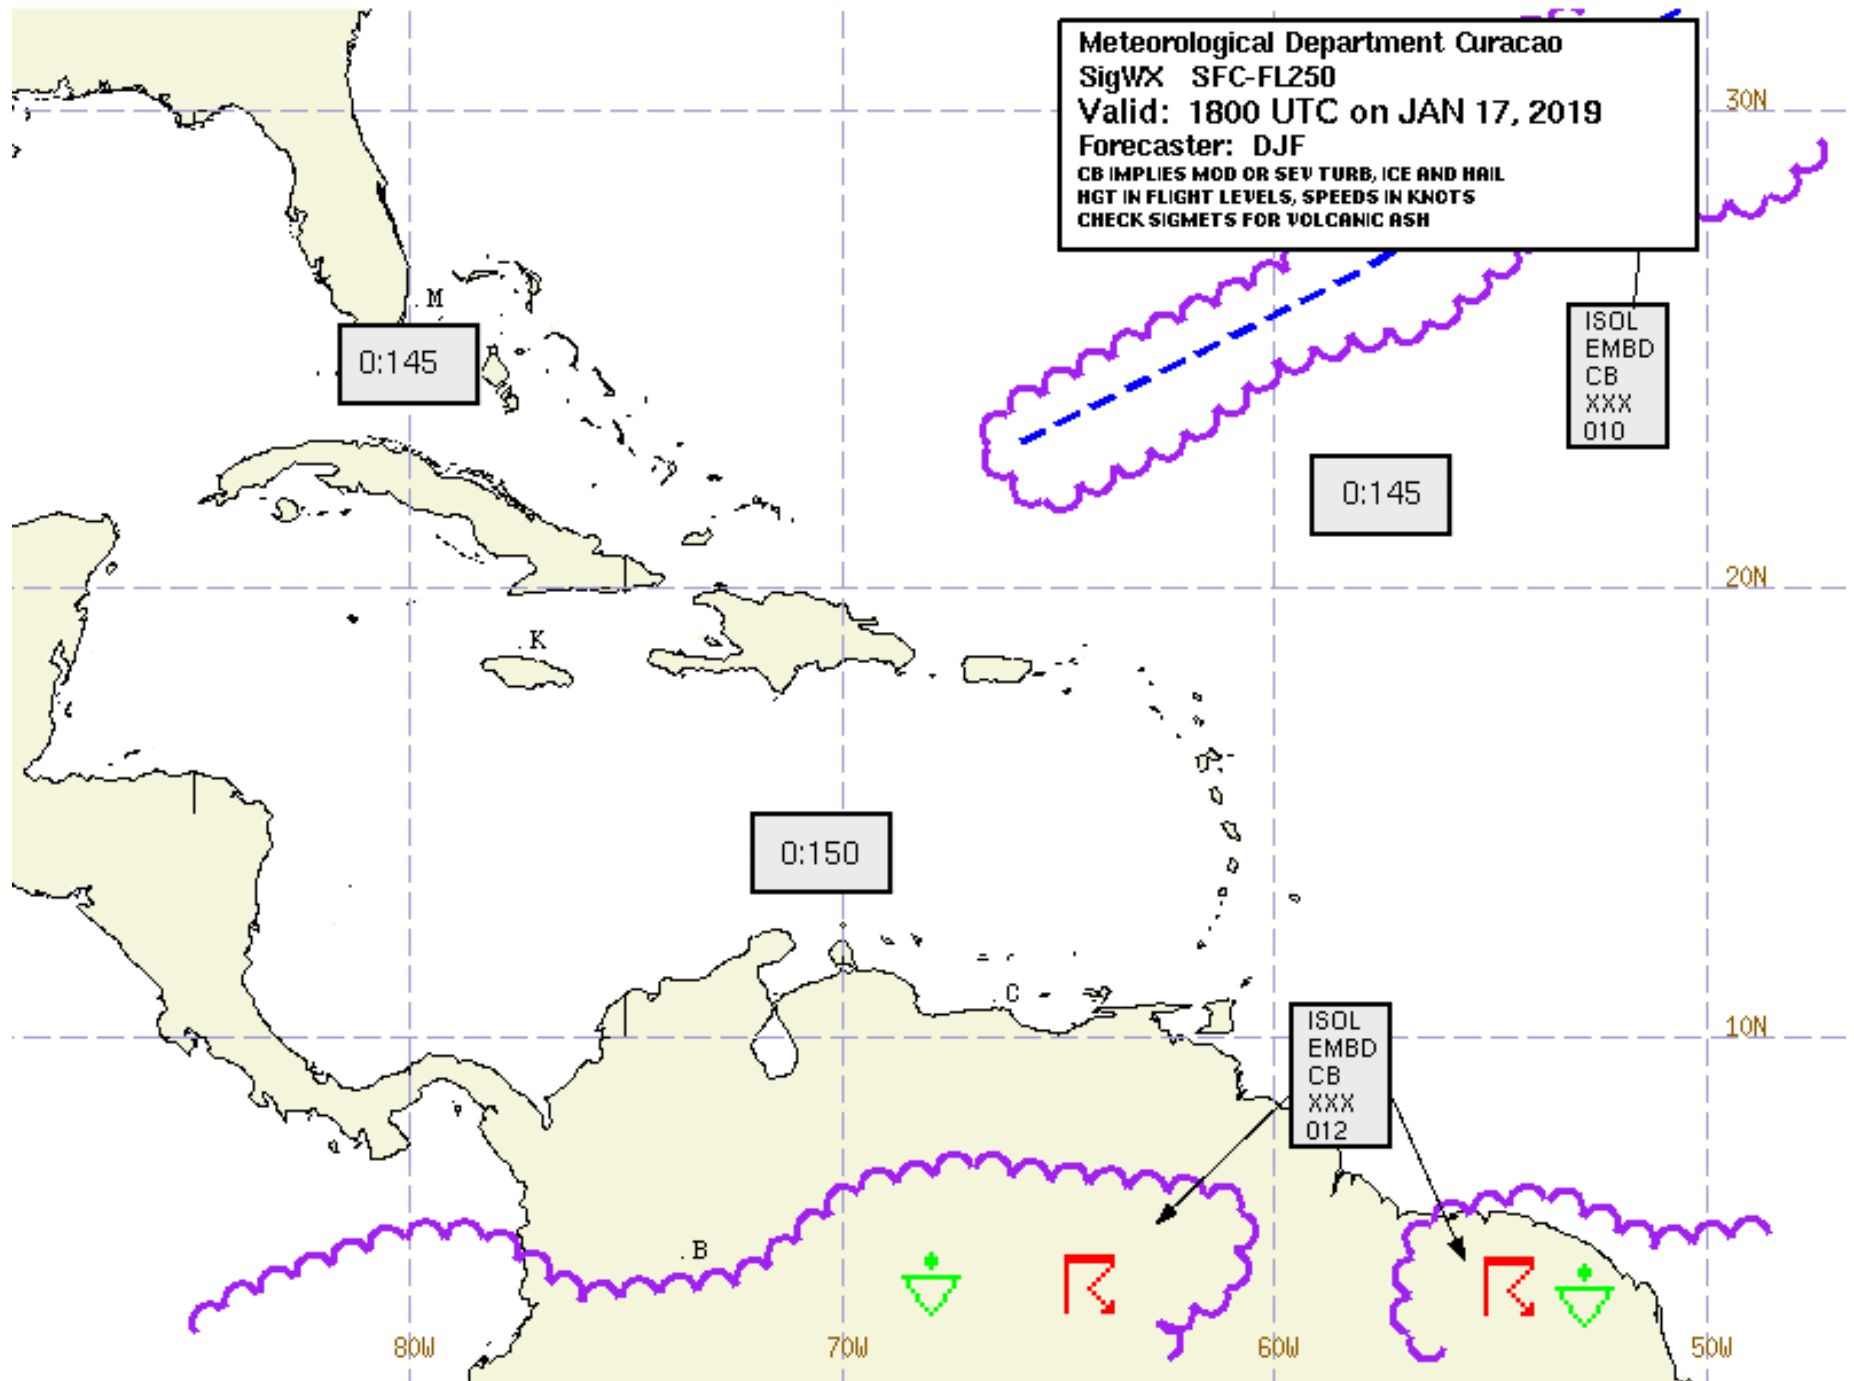 Meteorological Department Curacao
SigWX SFC-FL250
Valid: 1800 UTC on JAN 17, 2019
Forecaster: DJF
CB IMPLIES MOD OR SEV TURB, ICE AND HAIL
HGT IN FLIGHT LEVELS, SPEEDS IN KNOTS
CHECK SIGMETS FOR VOLCANIC ASH
30N
.M
0:145
ISOL
EMBD
CB
XXX
010
0:145
20N
.K
0:150
C
10N
ISOL
EMBD
CB
XXX
012
.B
80W
70W
60W
50W